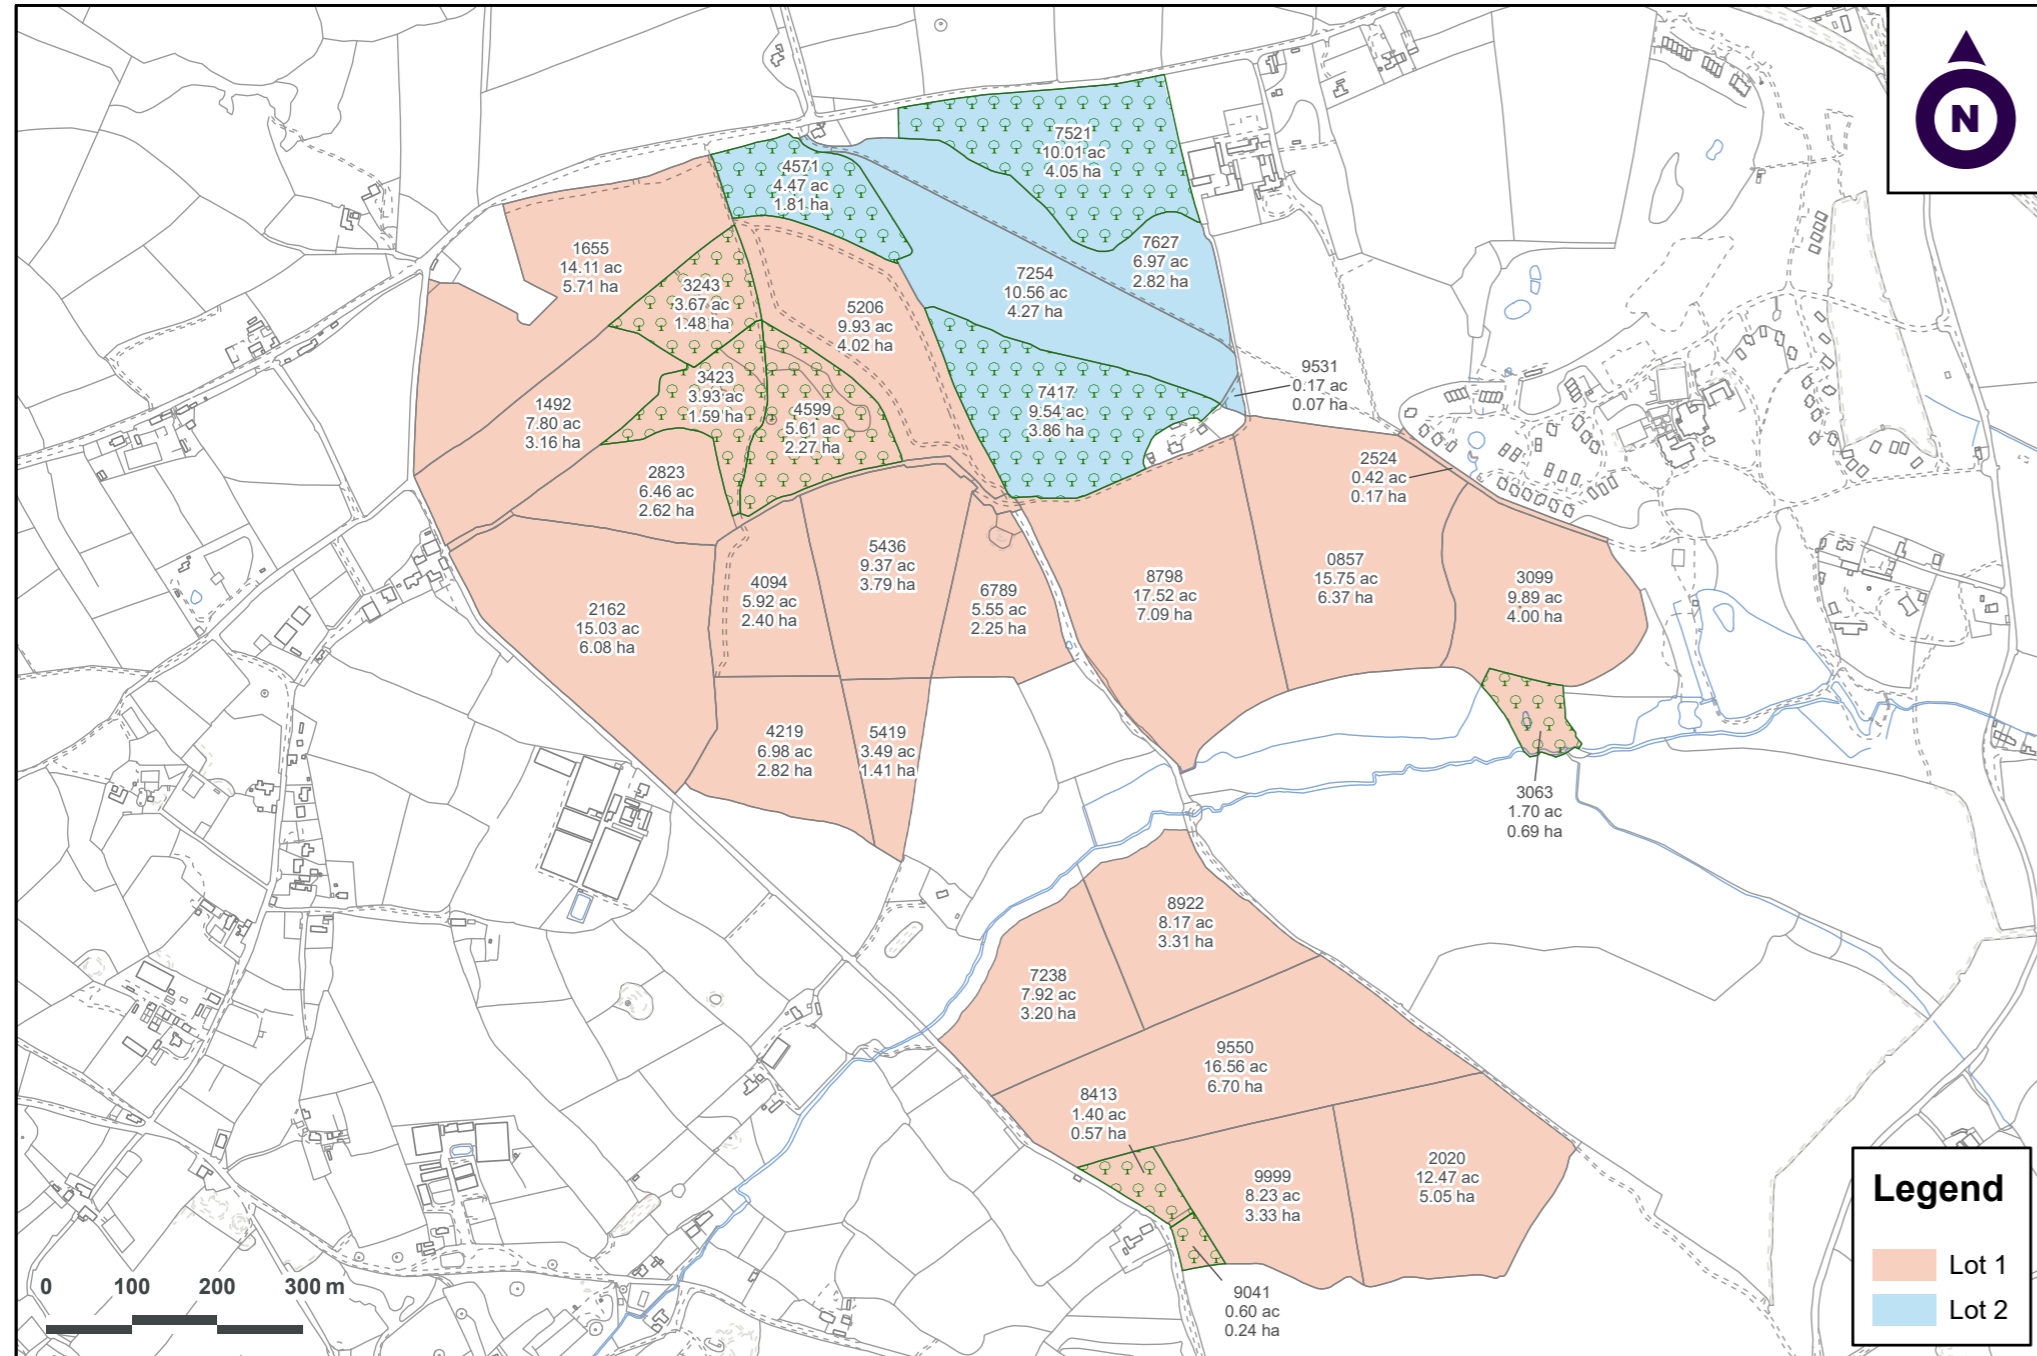 N
7521
10.01 ac
4.05 ha
4571
4.47 ac
1.81 ha
1655
14.11 ac
5.71 ha
7627
6.97 ac
2.82 ha
7254
10.56 ac
4.27 ha
3243
3.67 ac
1.48 ha
5206
9.93 ac
4.02 ha
9531
0.17 ac
0.07 ha
3423
3.93 ac
1.59 ha
7417
9.54 ac
3.86 ha
1492
7.80 ac
3.16 ha
4599
5.61 ac
2.27 ha
2823
6.46 ac
2.62 ha
2524
0.42 ac
0.17 ha
5436
9.37 ac
3.79 ha
0857
15.75 ac
6.37 ha
8798
17.52 ac
7.09 ha
3099
9.89 ac
4.00 ha
4094
5.92 ac
2.40 ha
6789
5.55 ac
2.25 ha
2162
15.03 ac
6.08 ha
4219
6.98 ac
2.82 ha
5419
3.49 ac
1.41 ha
3063
1.70 ac
0.69 ha
8922
8.17 ac
3.31 ha
7238
7.92 ac
3.20 ha
9550
16.56 ac
6.70 ha
8413
1.40 ac
0.57 ha
9999
8.23 ac
3.33 ha
2020
12.47 ac
5.05 ha
9041
0.60 ac
0.24 ha
0 100 200 300 m
Legend
Lot 1
Lot 2